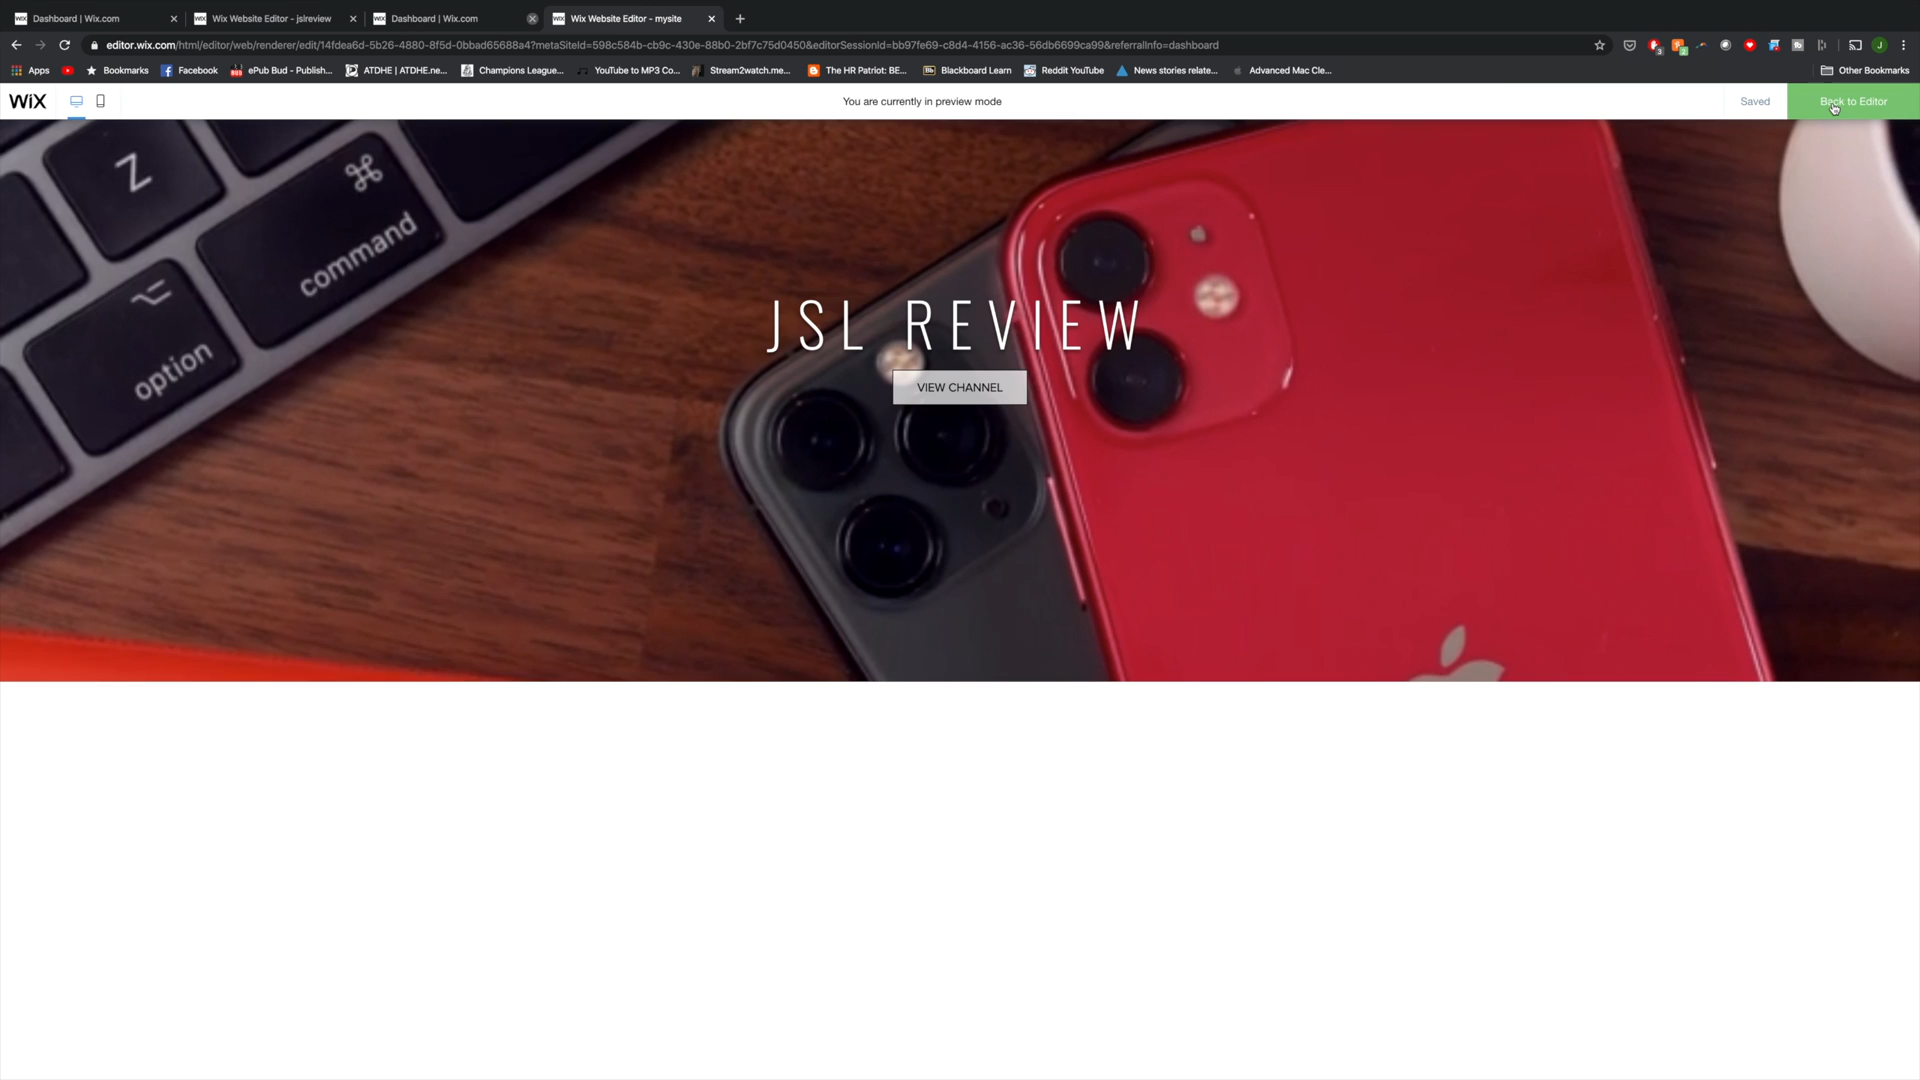 Dashboard | Wix.com
Wix Website Editor - jslreview
Dashboard | Wix.com
Wix Website Editor - mysite
editor.wix.com/html/editor/web/renderer/edit/14fdea6d-5b26-4880-8f5d-0bbad65688a4?metaSiteId=598c584b-cb9c-430e-88b0-2bf7c75d0450&editorSessionId=bb97fe69-c8d4-4156-ac36-56db6699ca99&referralInfo=dashboard
Apps
Bookmarks
Facebook
ePub Bud - Publish...
ATDHE | ATDHE.ne...
Champions League...
YouTube to MP3 Co...
Stream2watch.me...
The HR Patriot: BE...
Blackboard Learn
Reddit YouTube
News stories relate...
Advanced Mac Cle...
Other Bookmarks
WiX
You are currently in preview mode
Saved
Back to Editor
Z
command
option
JSL REVIEW
VIEW CHANNEL